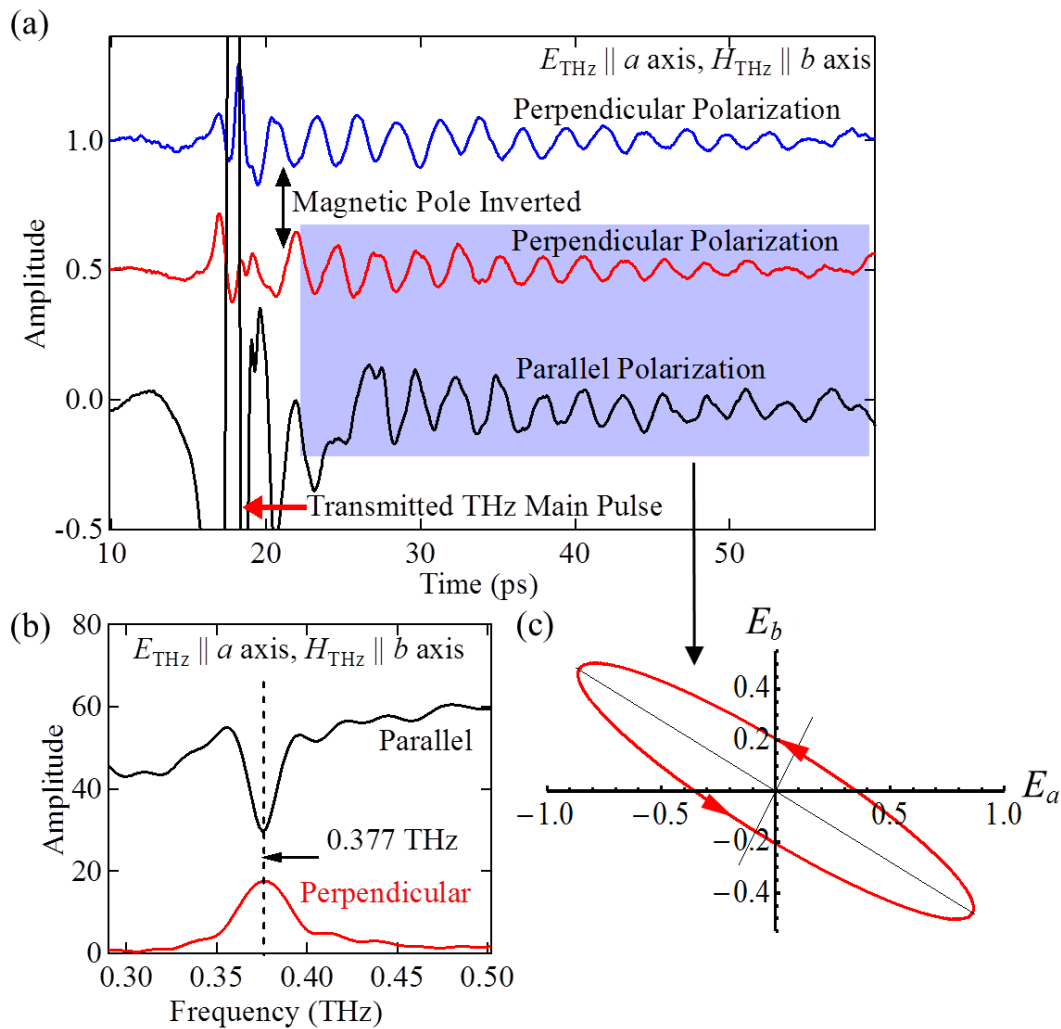 (a)
E_THz || a axis, H_THz || b axis
Perpendicular Polarization
1.0
Magnetic Pole Inverted
Perpendicular Polarization
0.5
Amplitude
Parallel Polarization
0.0
Transmitted THz Main Pulse
-0.5
10 20 30 40 50
Time (ps)
(b)
80
E_THz || a axis, H_THz || b axis
60
Parallel
40
Amplitude
0.377 THz
20
Perpendicular
0
0.30 0.35 0.40 0.45 0.50
Frequency (THz)
(c)
E_b
0.4
0.2
E_a
−1.0 −0.5 0.5 1.0
−0.2
−0.4